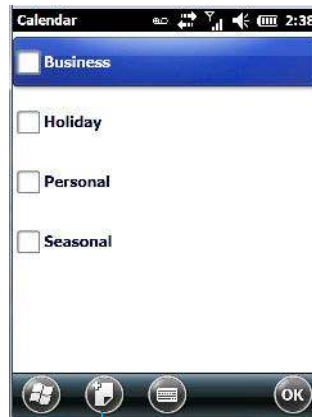 Calendar 2:38
Business
Holiday
Personal
Seasonal
OK